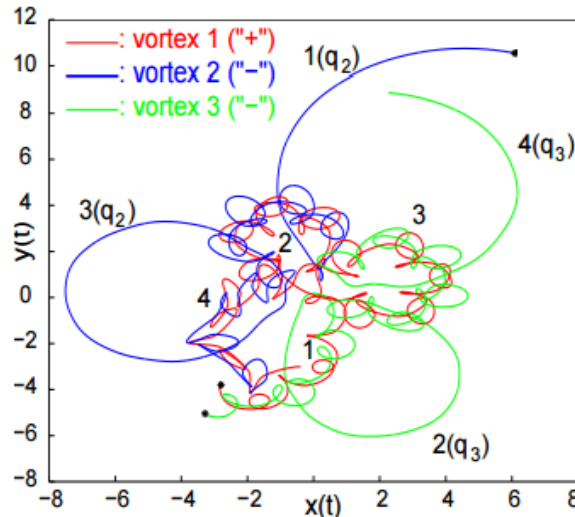 12
10
8
6
4
2
0
−2
−4
−6
−8
−8
−6
−4
−2
0
2
4
6
8
y(t)
x(t)
: vortex 1 ("+")
: vortex 2 ("−")
: vortex 3 ("−")
1(q2)
4(q3)
3(q2)
3
2
4
1
2(q3)